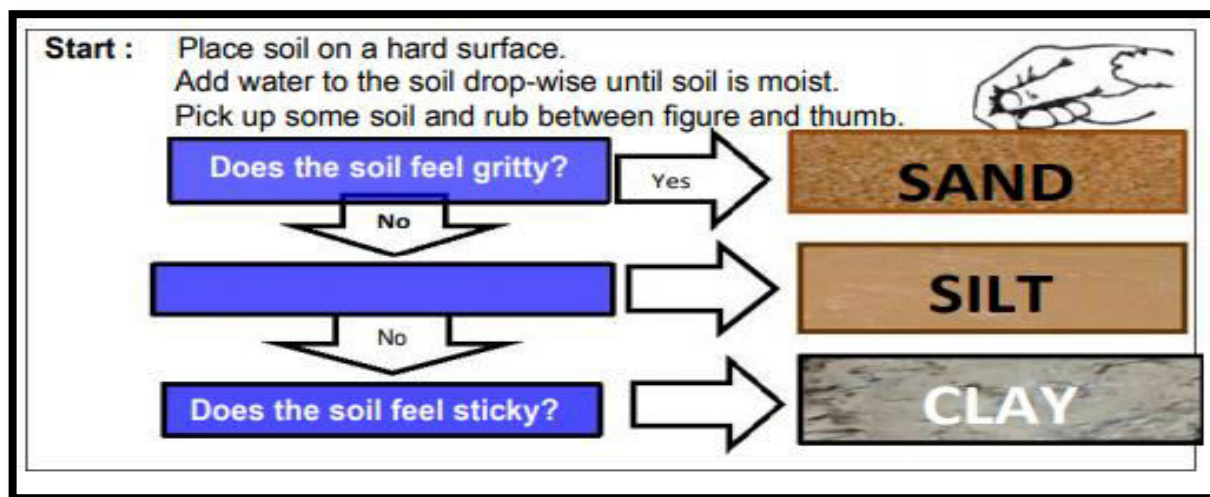 Start : Place soil on a hard surface.
Add water to the soil drop-wise until soil is moist.
Pick up some soil and rub between figure and thumb.
Does the soil feel gritty?
Yes
SAND
No
SILT
No
Does the soil feel sticky?
CLAY